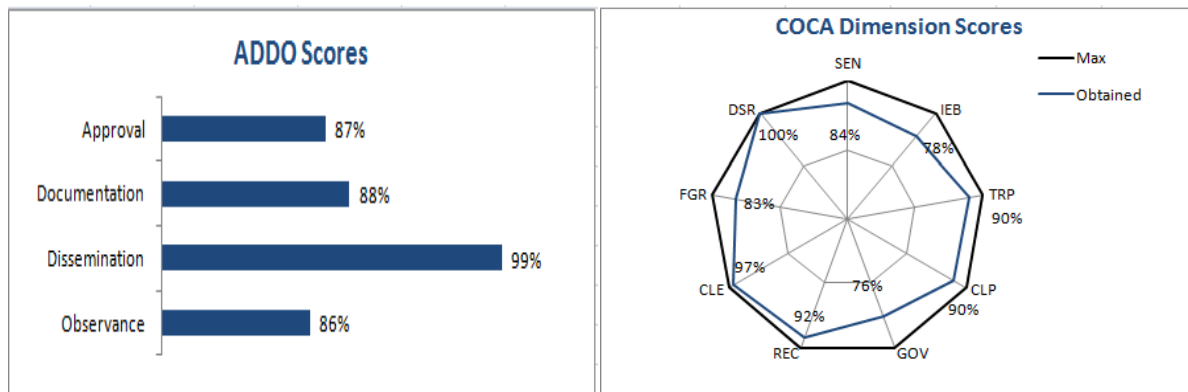 ADDO Scores
Approval
87%
Documentation
88%
Dissemination
99%
Observance
86%
COCA Dimension Scores
Max
Obtained
SEN
84%
IEB
78%
TRP
90%
CLP
90%
GOV
76%
REC
92%
CLE
97%
FGR
83%
DSR
100%